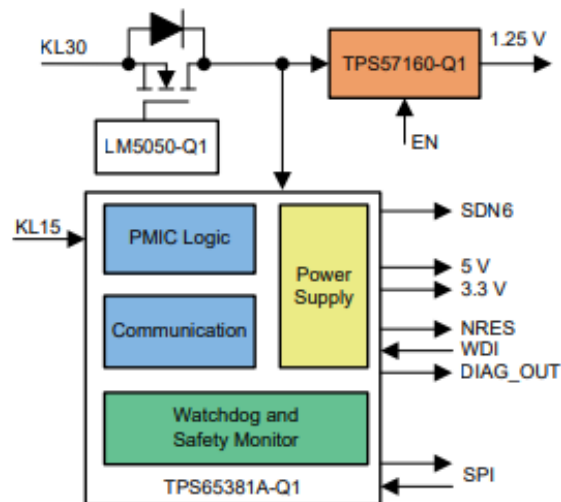 KL30
TPS57160-Q1
1.25 V
LM5050-Q1
EN
KL15
PMIC Logic
Power
Supply
Communication
Watchdog and
Safety Monitor
TPS65381A-Q1
SDN6
5 V
3.3 V
NRES
WDI
DIAG_OUT
SPI